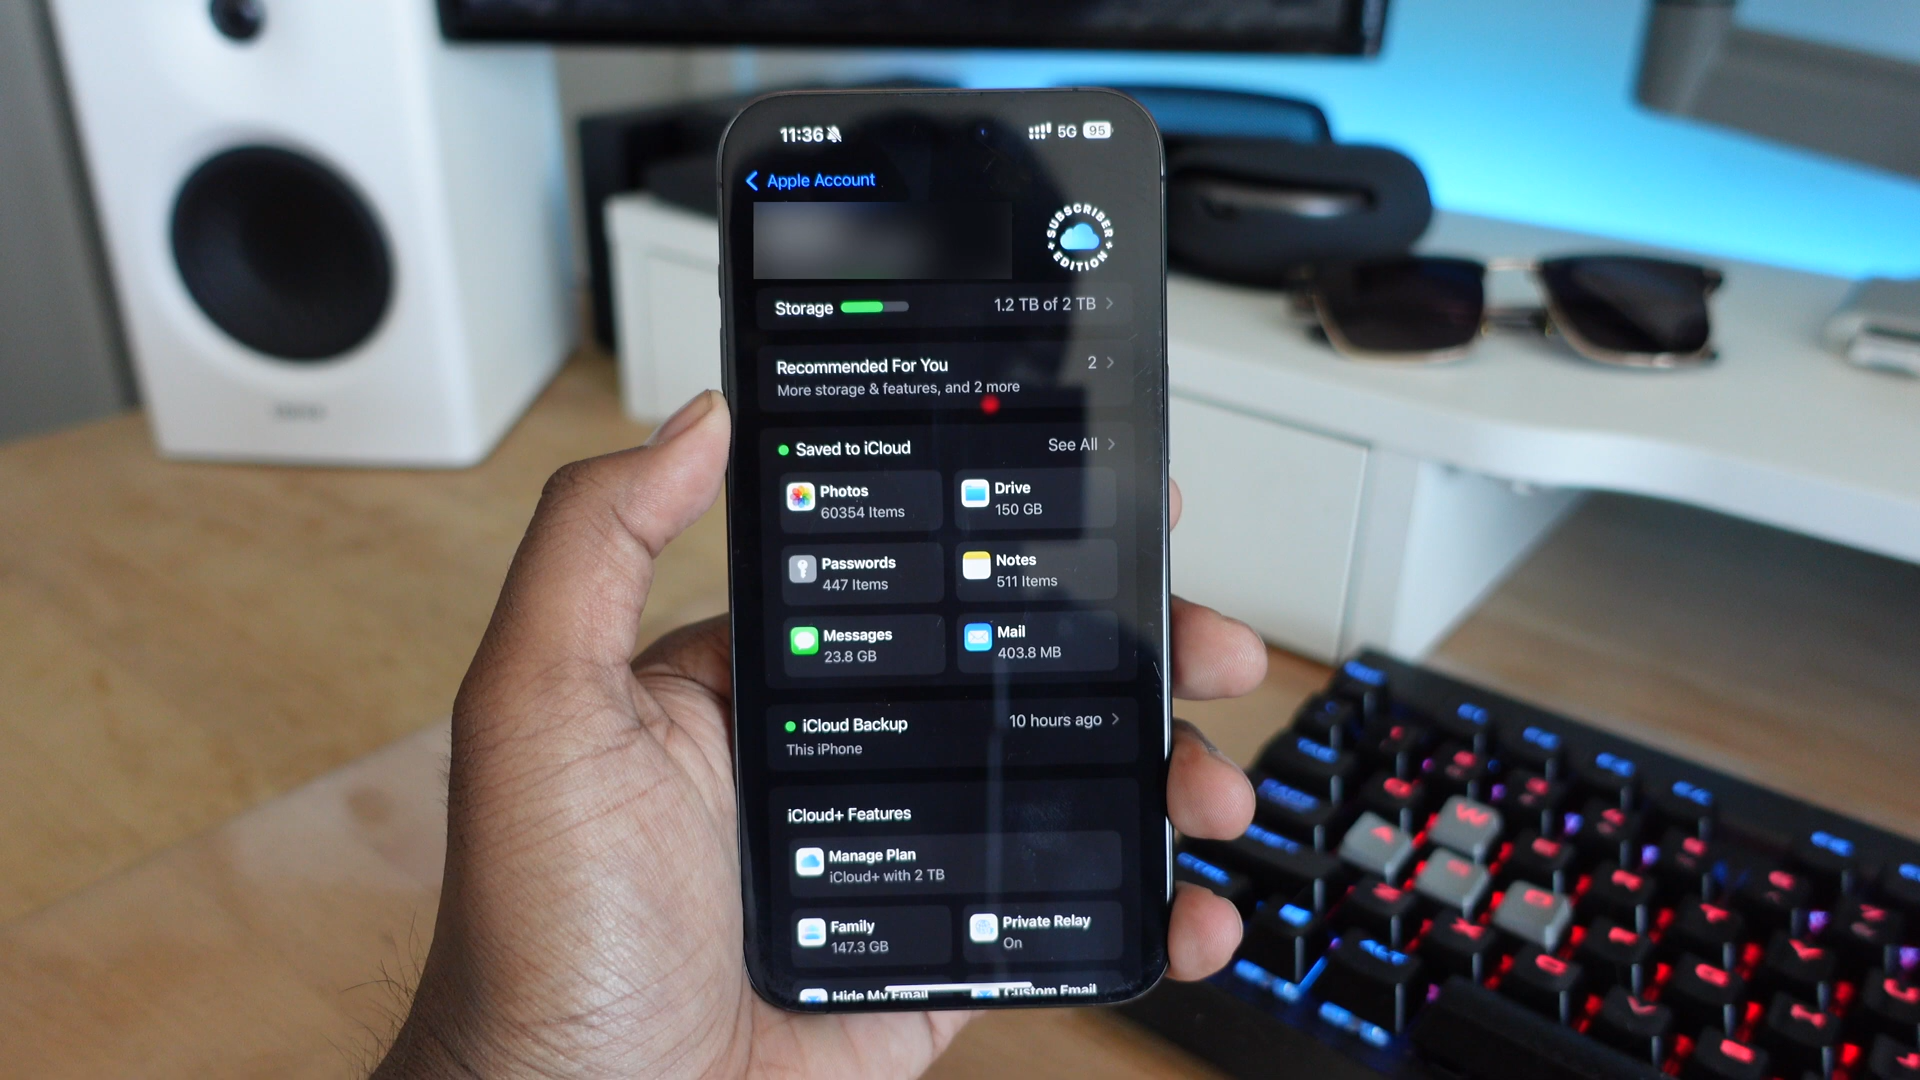 11:36
5G 95
Apple Account
SUBSCRIBER EDITION
Storage 1.2 TB of 2 TB
Recommended For You 2
More storage & features, and 2 more
Saved to iCloud See All
Photos
60354 Items
Drive
150 GB
Passwords
447 Items
Notes
511 Items
Messages
23.8 GB
Mail
403.8 MB
iCloud Backup 10 hours ago
This iPhone
iCloud+ Features
Manage Plan
iCloud+ with 2 TB
Family
147.3 GB
Private Relay
On
Hide My Email
Custom Email
W
A
D
ALT